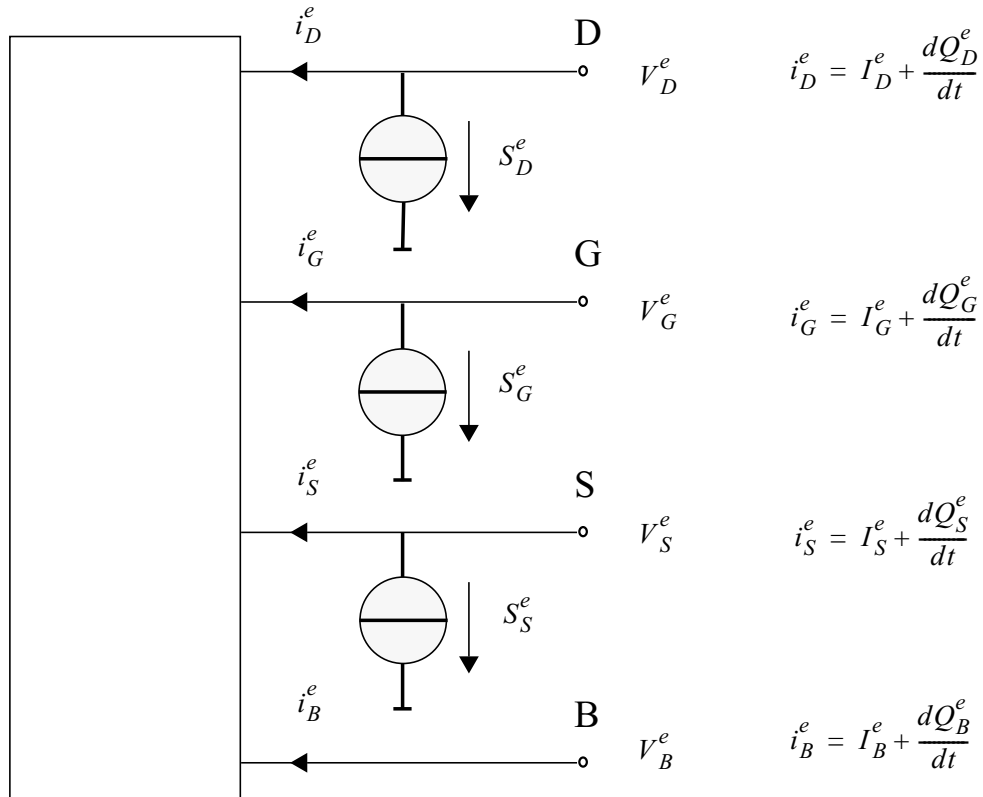 i_D^e D
V_D^e i_D^e = I_D^e + dQ_D^e/dt
S_D^e
i_G^e G
V_G^e i_G^e = I_G^e + dQ_G^e/dt
S_G^e
i_S^e S
V_S^e i_S^e = I_S^e + dQ_S^e/dt
S_S^e
i_B^e B
V_B^e i_B^e = I_B^e + dQ_B^e/dt